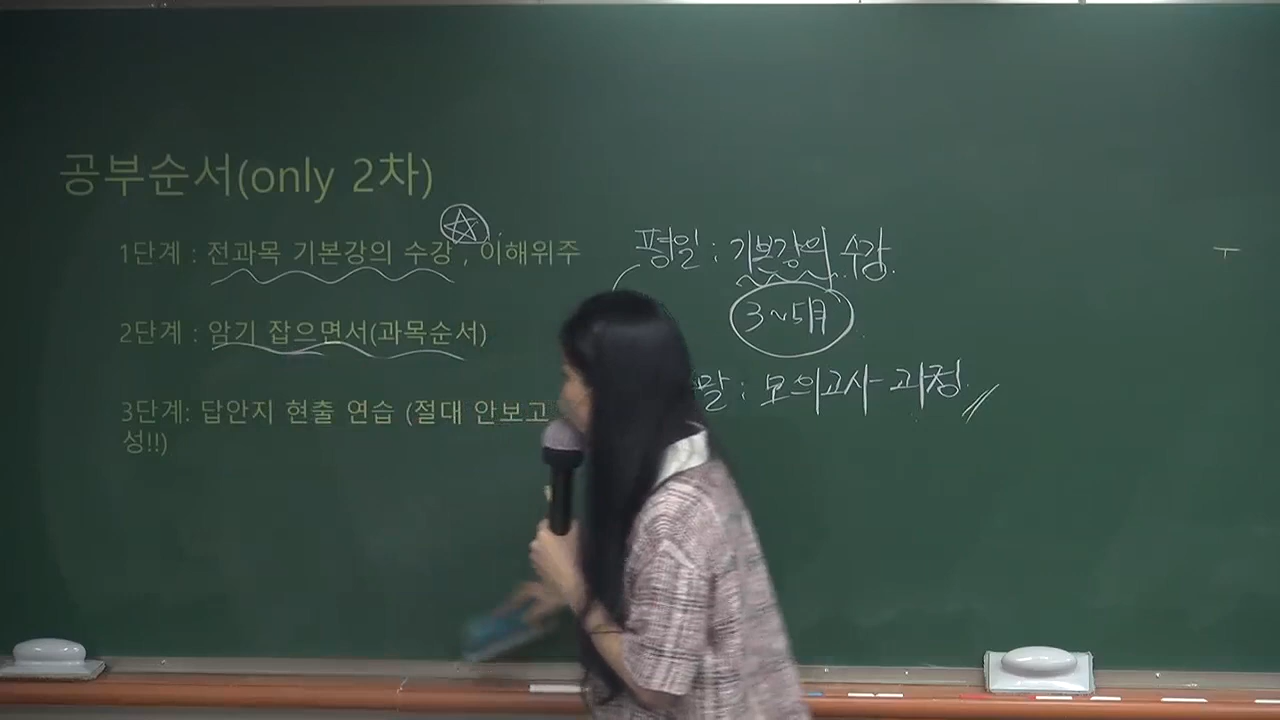 공부순서(only 2차)
1단계 : 전과목 기본강의 수강, 이해위주
2단계 : 암기 잡으면서(과목순서)
3단계: 답안지 현출 연습 (절대 안보고
성!!)
평일 : 기본강의 수강.
3~5月
말 : 모의고사 과정